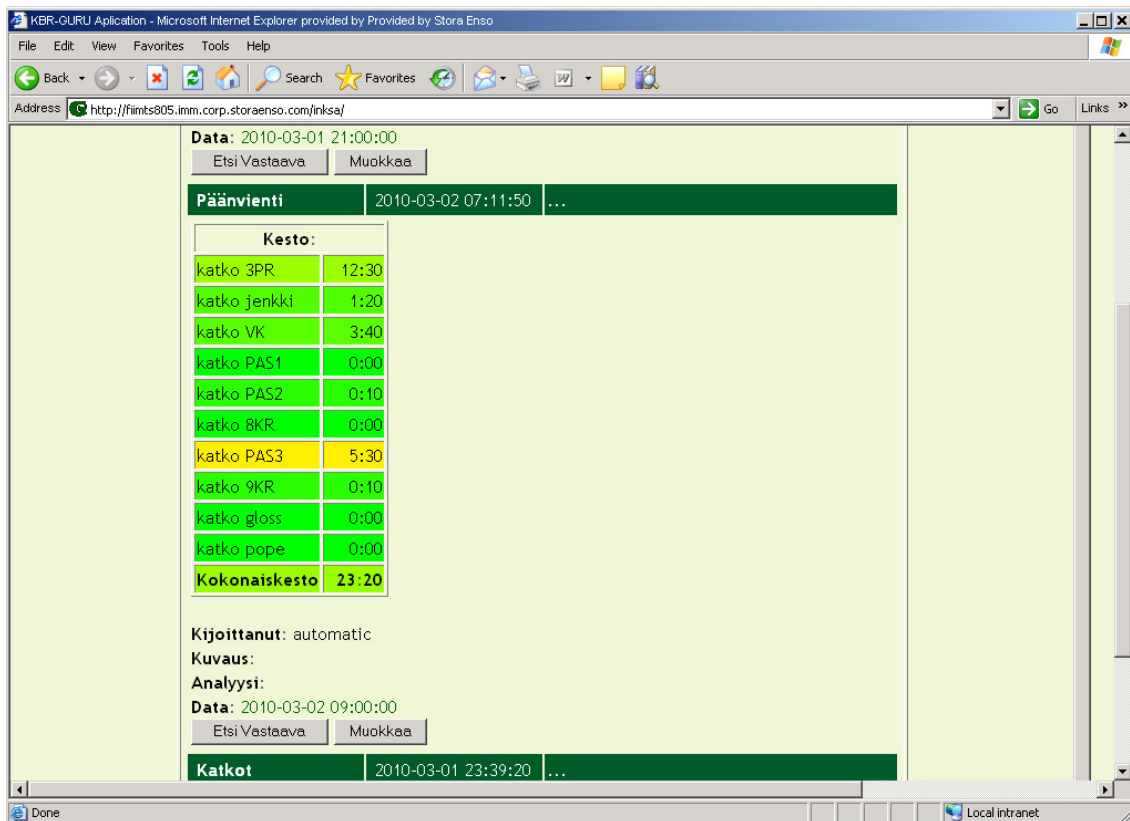 KBR-GURU Aplication - Microsoft Internet Explorer provided by Provided by Stora Enso
File Edit View Favorites Tools Help
Back Search Favorites
Address http://fiimts805.imm.corp.storaenso.com/inksa/ Go Links »
Data: 2010-03-01 21:00:00
Etsi Vastaava Muokkaa
Päänvienti 2010-03-02 07:11:50 ...
Kesto:
katko 3PR 12:30
katko jenkki 1:20
katko VK 3:40
katko PAS1 0:00
katko PAS2 0:10
katko 8KR 0:00
katko PAS3 5:30
katko 9KR 0:10
katko gloss 0:00
katko pope 0:00
Kokonaiskesto 23:20
Kijoittanut: automatic
Kuvaus:
Analyysi:
Data: 2010-03-02 09:00:00
Etsi Vastaava Muokkaa
Katkot 2010-03-01 23:39:20 ...
Done Local intranet